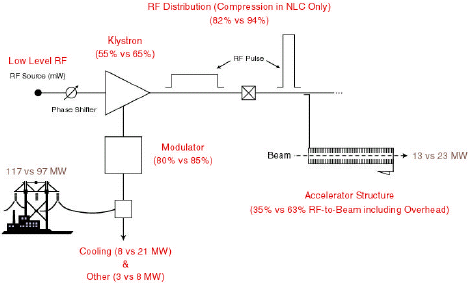 RF Distribution (Compression in NLC Only)
(82% vs 94%)
Klystron
(55% vs 65%)
Low Level RF
RF Source (mW)
RF Pulse
Phase Shifter
Modulator
(80% vs 85%)
Beam
13 vs 23 MW
117 vs 97 MW
Accelerator Structure
(35% vs 63% RF-to-Beam including Overhead)
Cooling (8 vs 21 MW)
&
Other (3 vs 8 MW)